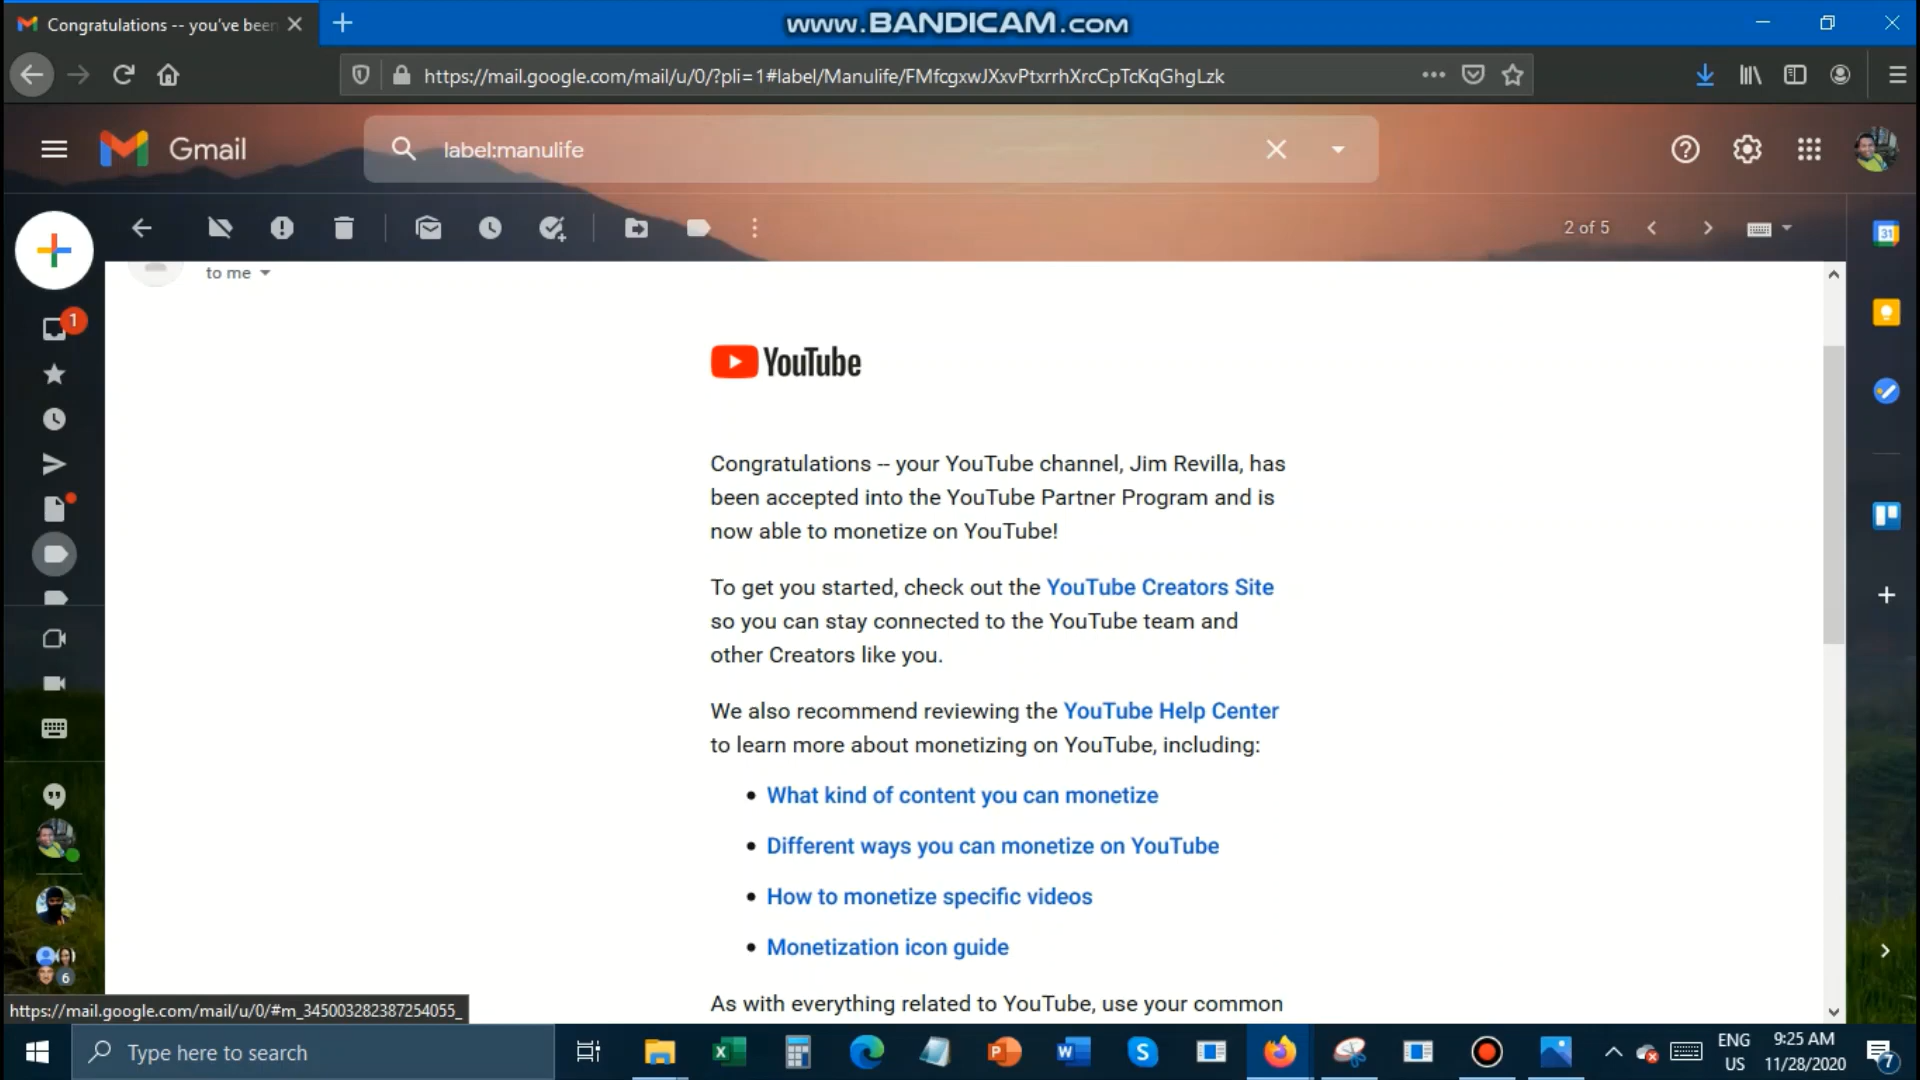 Congratulations -- you've been
www.BANDICAM.com
https://mail.google.com/mail/u/0/?pli=1#label/Manulife/FMfcgxwJXxvPtxrrhXrcCpTcKqGhgLzk
Gmail
label:manulife
2 of 5
31
1
to me
YouTube
Congratulations -- your YouTube channel, Jim Revilla, has
been accepted into the YouTube Partner Program and is
now able to monetize on YouTube!
To get you started, check out the YouTube Creators Site
so you can stay connected to the YouTube team and
other Creators like you.
We also recommend reviewing the YouTube Help Center
to learn more about monetizing on YouTube, including:
• What kind of content you can monetize
• Different ways you can monetize on YouTube
• How to monetize specific videos
• Monetization icon guide
6
As with everything related to YouTube, use your common
https://mail.google.com/mail/u/0/#m_345003282387254055_
Type here to search
ENG
US
9:25 AM
11/28/2020
7